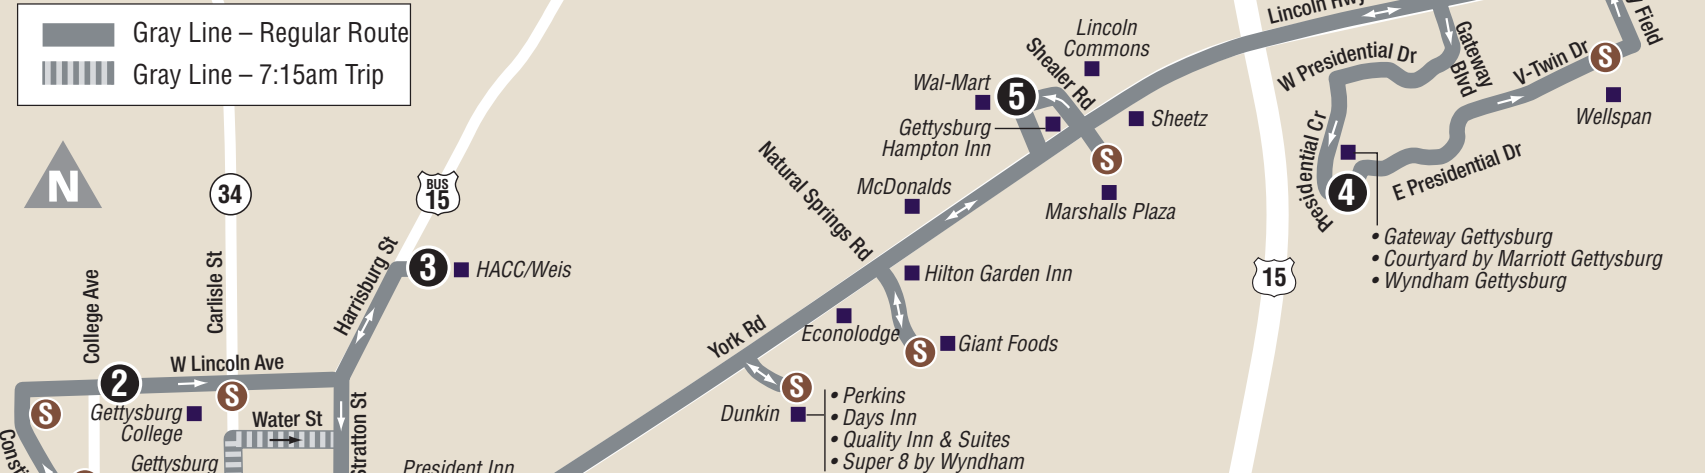 Gray Line – Regular Route
Gray Line – 7:15am Trip
N
34
BUS
15
Carlisle St
College Ave
Harrisburg St
3
HACC/Weis
W Lincoln Ave
2
S
S
Gettysburg
College
Water St
Stratton St
Gettysburg
President Inn
Lincoln Hwy
Lincoln
Commons
Shealer Rd
Wal-Mart
5
Gettysburg
Hampton Inn
Sheetz
S
Marshalls Plaza
McDonalds
Natural Springs Rd
Hilton Garden Inn
Econolodge
S
Giant Foods
York Rd
S
Dunkin
• Perkins
• Days Inn
• Quality Inn & Suites
• Super 8 by Wyndham
15
W Presidential Dr
Gateway
Blvd
V-Twin Dr
S
Field
Wellspan
Presidential Cr
4
E Presidential Dr
• Gateway Gettysburg
• Courtyard by Marriott Gettysburg
• Wyndham Gettysburg